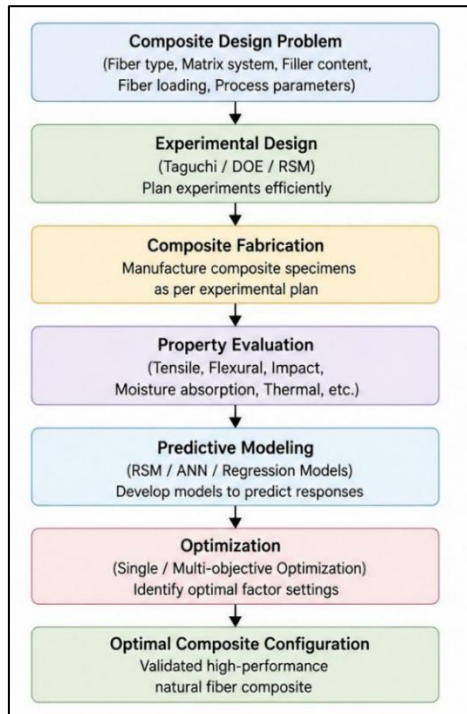 Composite Design Problem
(Fiber type, Matrix system, Filler content,
Fiber loading, Process parameters)
Experimental Design
(Taguchi / DOE / RSM)
Plan experiments efficiently
Composite Fabrication
Manufacture composite specimens
as per experimental plan
Property Evaluation
(Tensile, Flexural, Impact,
Moisture absorption, Thermal, etc.)
Predictive Modeling
(RSM / ANN / Regression Models)
Develop models to predict responses
Optimization
(Single / Multi-objective Optimization)
Identify optimal factor settings
Optimal Composite Configuration
Validated high-performance
natural fiber composite